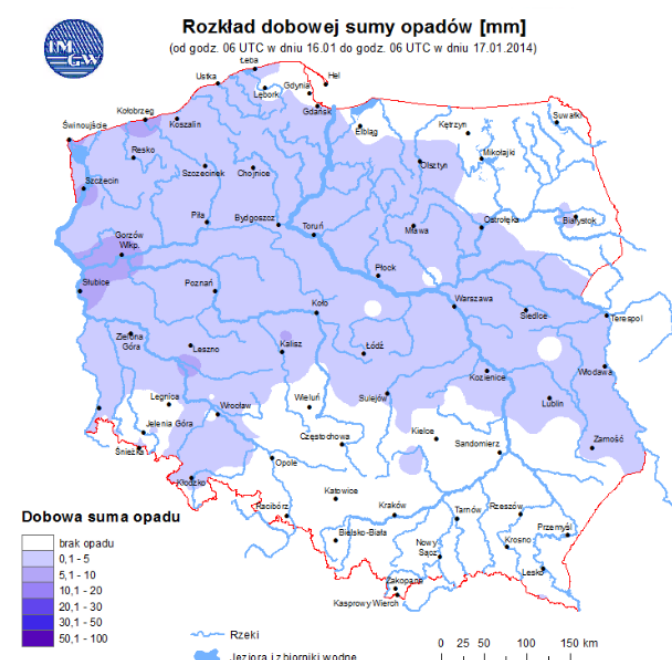 IM
GW
Rozkład dobowej sumy opadów [mm]
(od godz. 06 UTC w dniu 16.01 do godz. 06 UTC w dniu 17.01.2014)
Łeba
Hel
Ustka
Gdynia
Lębork
Gdańsk
Kołobrzeg
Koszalin
Świnoujście
Elbląg
Kętrzyn
Suwałki
Resko
Szczecinek
Chojnice
Olsztyn
Mikołajki
Szczecin
Piła
Bydgoszcz
Toruń
Mława
Ostrołęka
Białystok
Gorzów
Wlkp.
Płock
Słubice
Poznań
Koło
Warszawa
Siedlce
Terespol
Zielona
Góra
Leszno
Kalisz
Łódź
Kozienice
Włodawa
Legnica
Wrocław
Wieluń
Sulejów
Lublin
Jelenia Góra
Częstochowa
Kielce
Sandomierz
Zamość
Śnieżka
Opole
Kłodzko
Katowice
Racibórz
Kraków
Tarnów
Rzeszów
Bielsko-Biała
Nowy
Sącz
Krosno
Przemyśl
Lesko
Zakopane
Kasprowy Wierch
Dobowa suma opadu
brak opadu
0,1 - 5
5,1 - 10
10,1 - 20
20,1 - 30
30,1 - 50
50,1 - 100
Rzeki
Jeziora i zbiorniki wodne
0 25 50 100 150 km